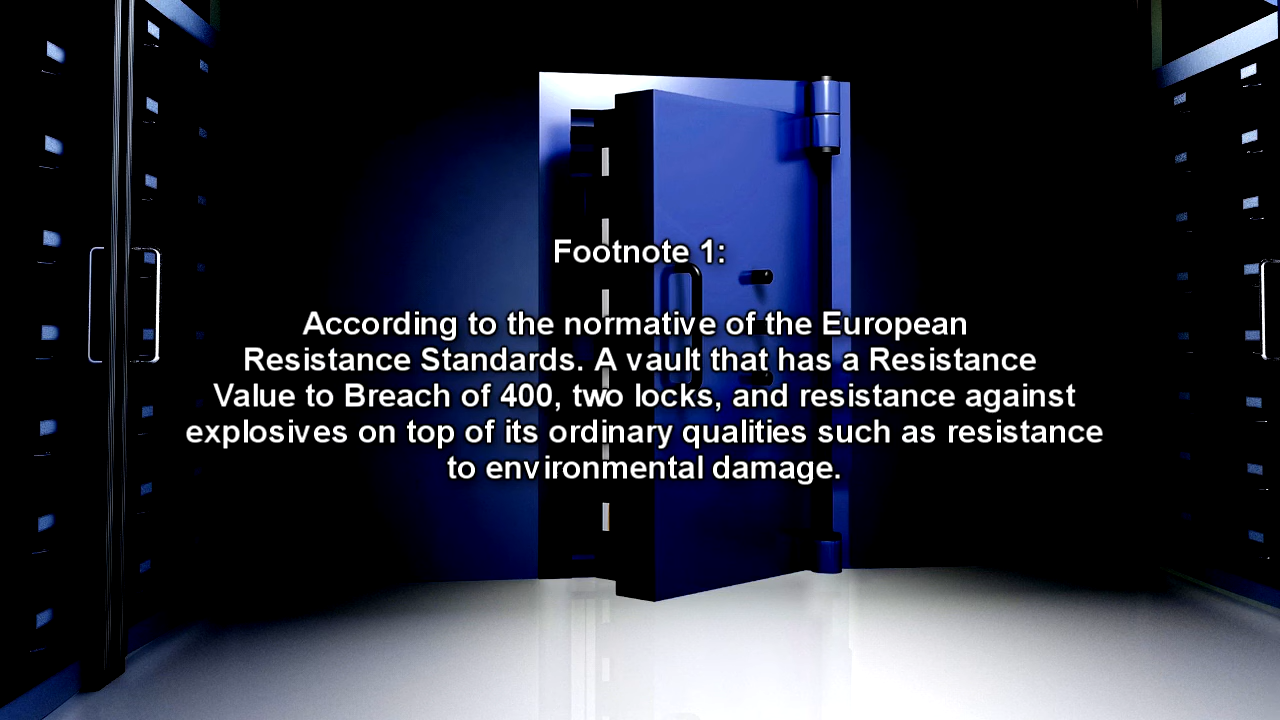 Footnote 1:
According to the normative of the European
Resistance Standards. A vault that has a Resistance
Value to Breach of 400, two locks, and resistance against
explosives on top of its ordinary qualities such as resistance
to environmental damage.